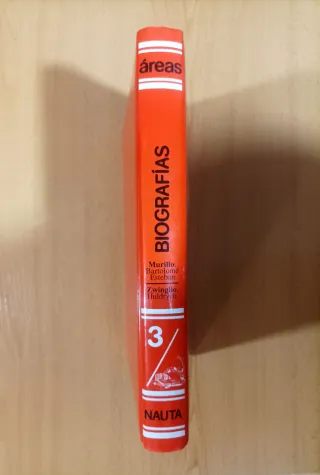 áreas
BIOGRAFÍAS
Murillo,
Bartolomé
Esteban
Zwinglio,
Huldrych
3
NAUTA